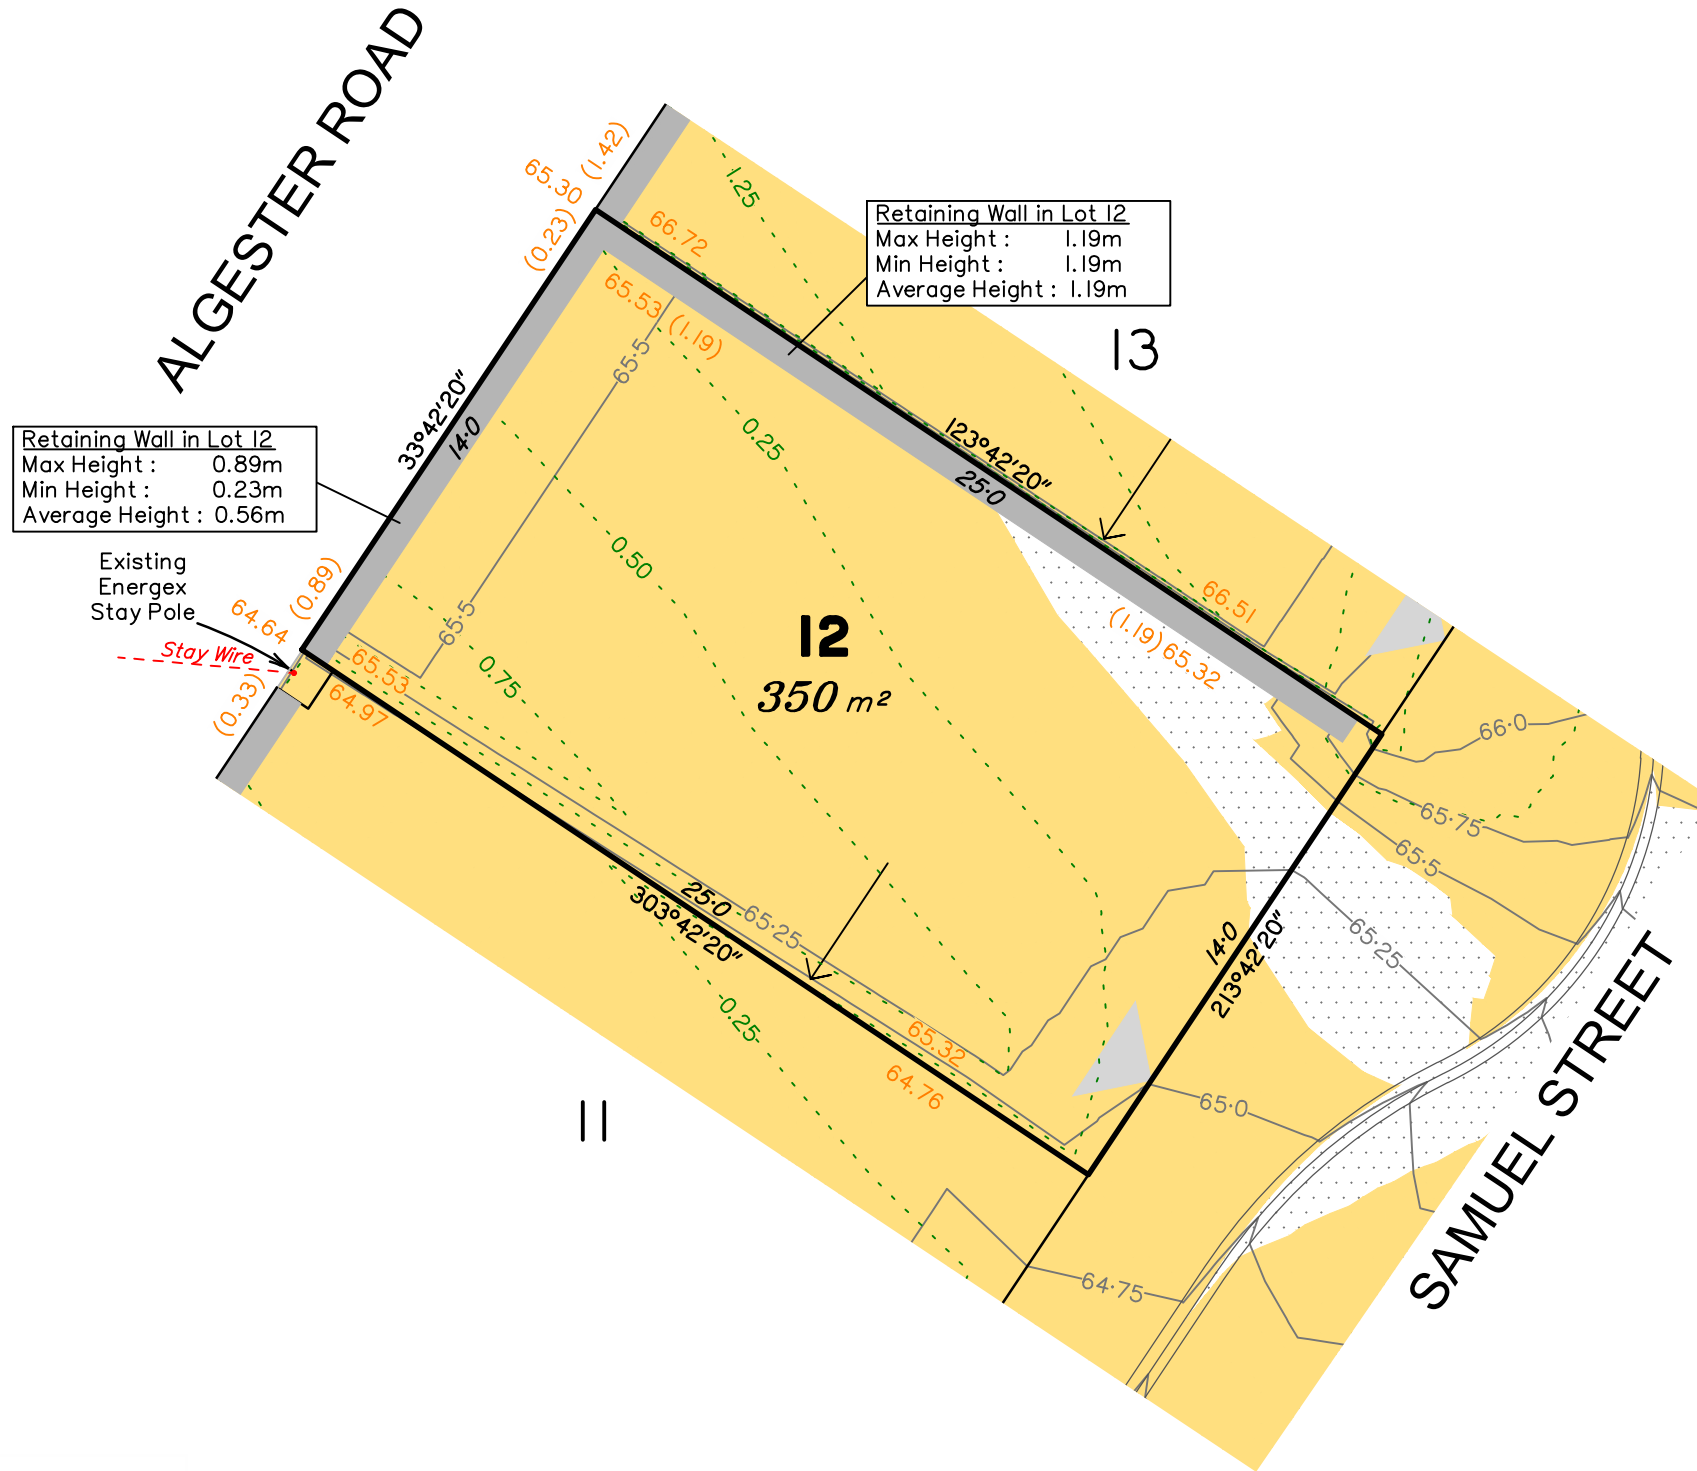 ALGESTER ROAD
65.30
(1.42)
(0.23)
66.72
1.25
Retaining Wall in Lot 12
Max Height : 1.19m
Min Height : 1.19m
Average Height : 1.19m
13
65.53 (1.19)
65·5
33°42'20"
14·0
0.25
123°42'20"
25·0
Retaining Wall in Lot 12
Max Height : 0.89m
Min Height : 0.23m
Average Height : 0.56m
Existing
Energex
Stay Pole
Stay Wire
64.64
(0.89)
(0.33)
65.53
64.97
65·5
0.50
0.75
12
350 m²
66.51
(1.19) 65.32
66·0
65·75
65·5
65·25
25·0
303°42'20"
65·25
14·0
213°42'20"
-0.25
65.32
64.76
11
65·0
64·75
SAMUEL STREET